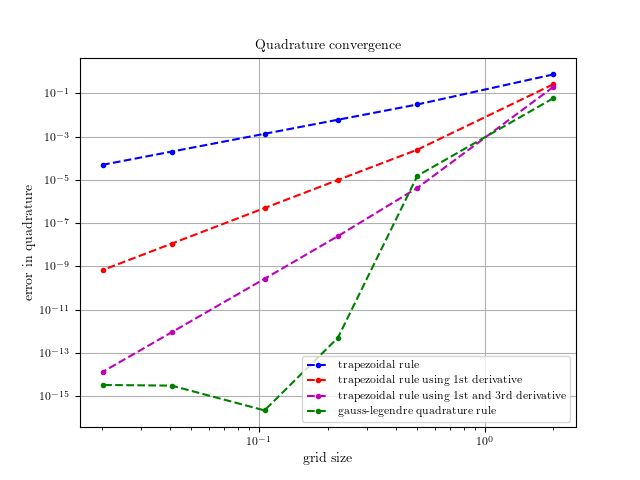 Quadrature convergence
error in quadrature
10⁻¹
10⁻³
10⁻⁵
10⁻⁷
10⁻⁹
10⁻¹¹
10⁻¹³
10⁻¹⁵
trapezoidal rule
trapezoidal rule using 1st derivative
trapezoidal rule using 1st and 3rd derivative
gauss-legendre quadrature rule
10⁻¹
10⁰
grid size